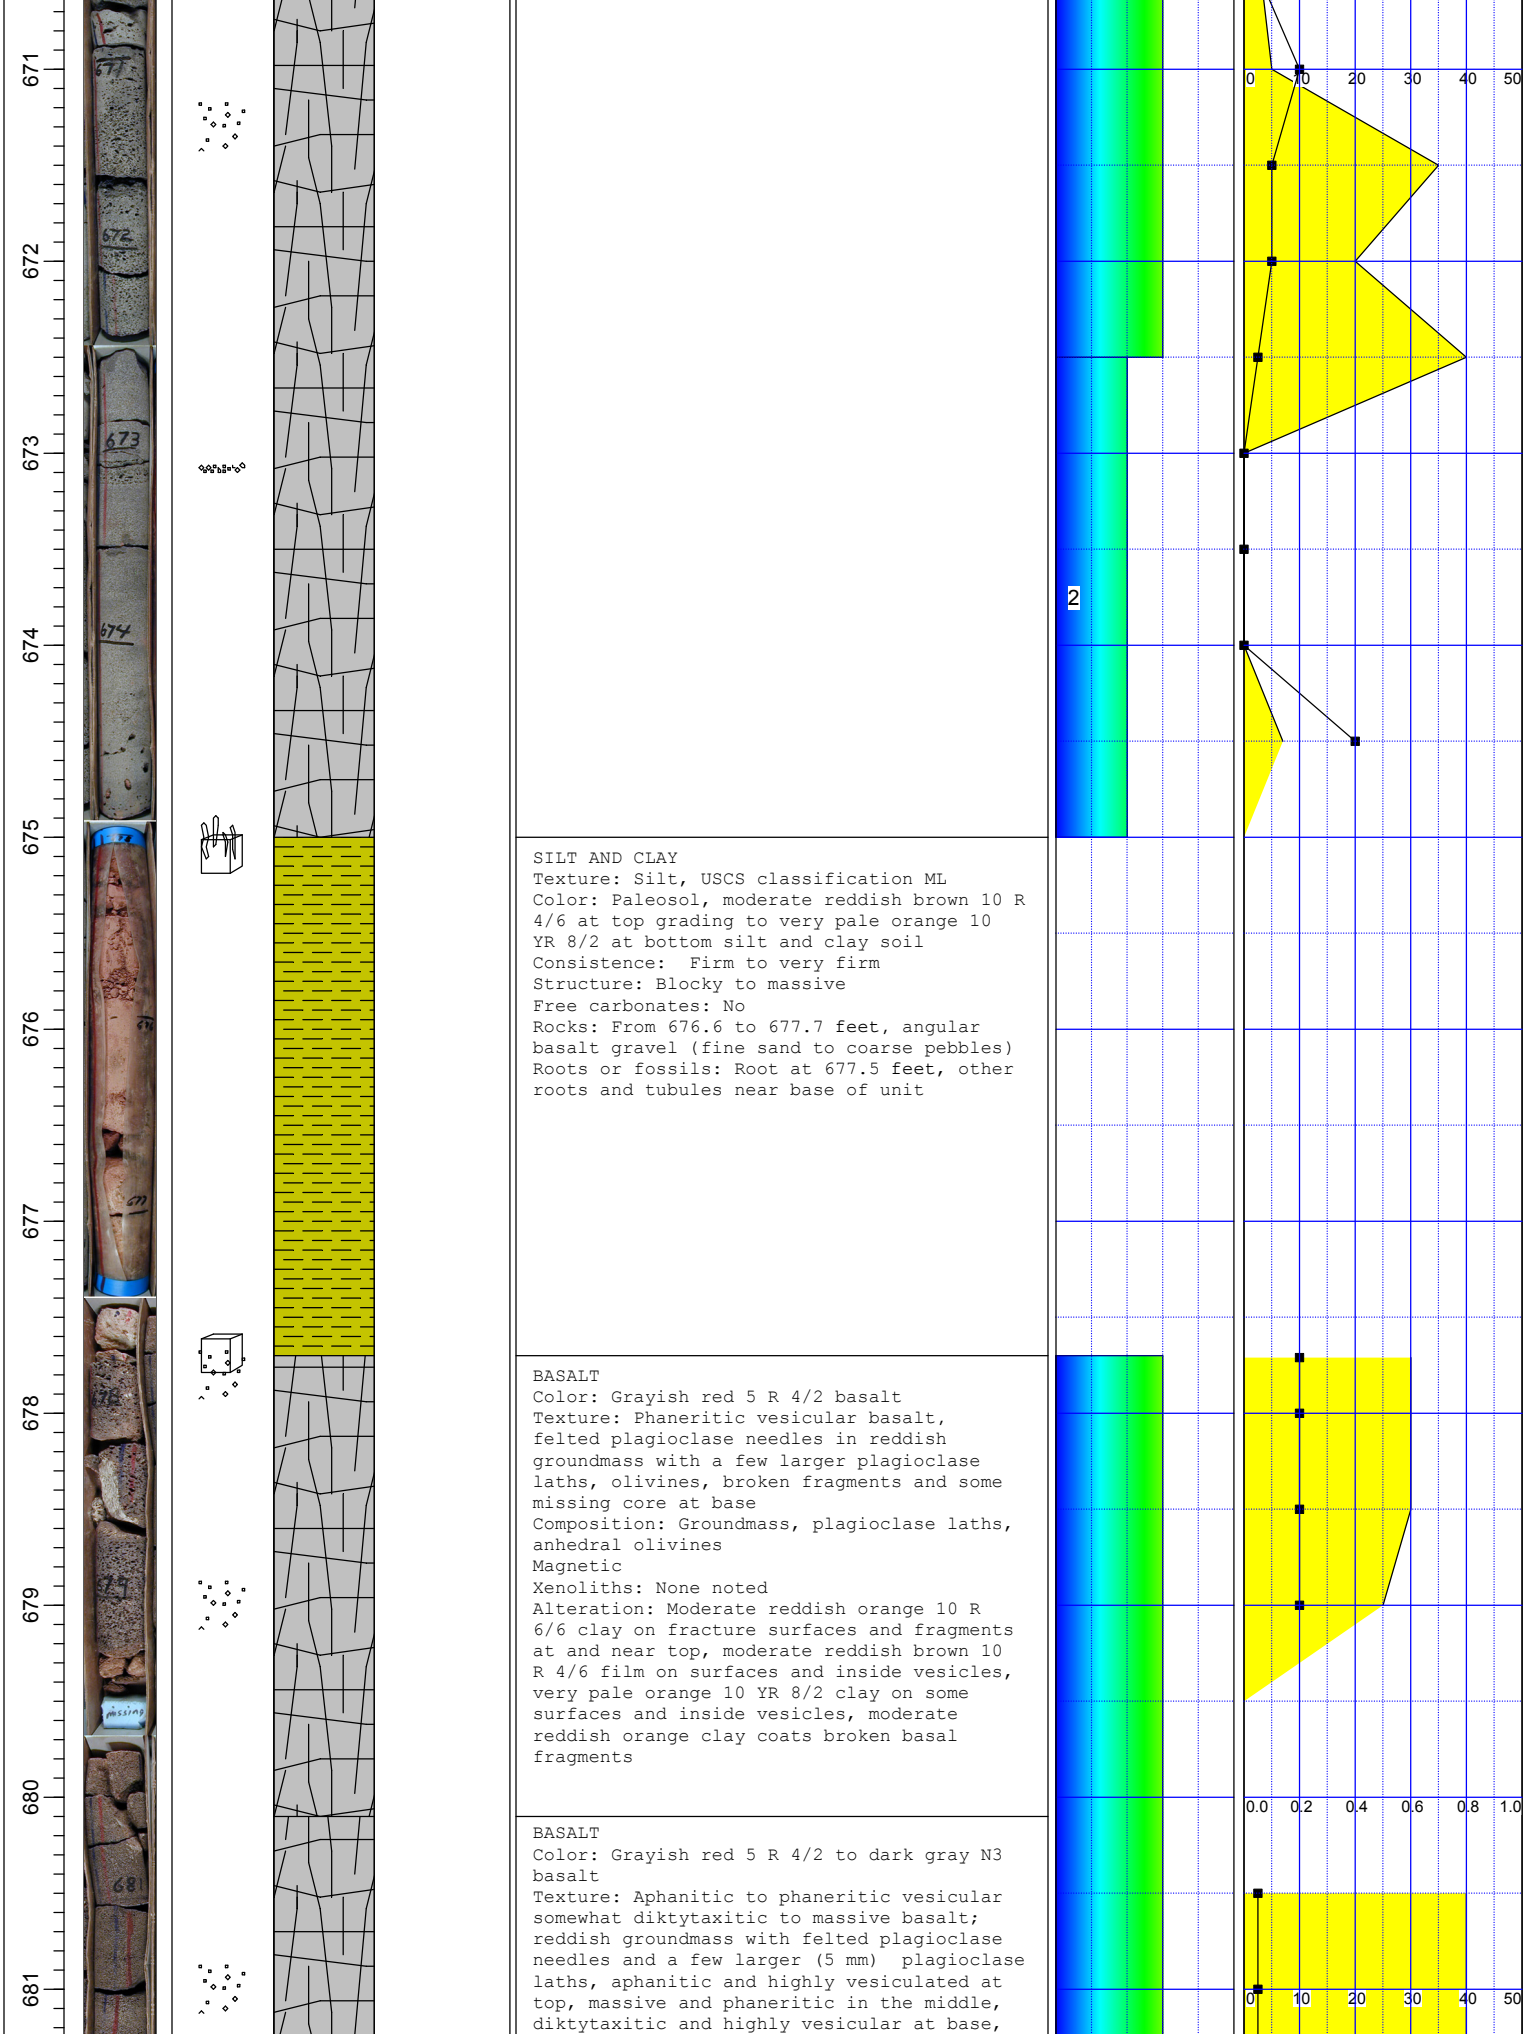 671
672
673
674
675
676
677
678
679
680
681
671
672
673
674
677
678
679
missing
681
SILT AND CLAY
Texture: Silt, USCS classification ML
Color: Paleosol, moderate reddish brown 10 R
4/6 at top grading to very pale orange 10
YR 8/2 at bottom silt and clay soil
Consistence:  Firm to very firm
Structure: Blocky to massive
Free carbonates: No
Rocks: From 676.6 to 677.7 feet, angular
basalt gravel (fine sand to coarse pebbles)
Roots or fossils: Root at 677.5 feet, other
roots and tubules near base of unit
BASALT
Color: Grayish red 5 R 4/2 basalt
Texture: Phaneritic vesicular basalt,
felted plagioclase needles in reddish
groundmass with a few larger plagioclase
laths, olivines, broken fragments and some
missing core at base
Composition: Groundmass, plagioclase laths,
anhedral olivines
Magnetic
Xenoliths: None noted
Alteration: Moderate reddish orange 10 R
6/6 clay on fracture surfaces and fragments
at and near top, moderate reddish brown 10
R 4/6 film on surfaces and inside vesicles,
very pale orange 10 YR 8/2 clay on some
surfaces and inside vesicles, moderate
reddish orange clay coats broken basal
fragments
BASALT
Color: Grayish red 5 R 4/2 to dark gray N3
basalt
Texture: Aphanitic to phaneritic vesicular
somewhat diktytaxitic to massive basalt;
reddish groundmass with felted plagioclase
needles and a few larger (5 mm)  plagioclase
laths, aphanitic and highly vesiculated at
top, massive and phaneritic in the middle,
diktytaxitic and highly vesicular at base,
2
0 10 20 30 40 50
0.0 0.2 0.4 0.6 0.8 1.0
0 10 20 30 40 50